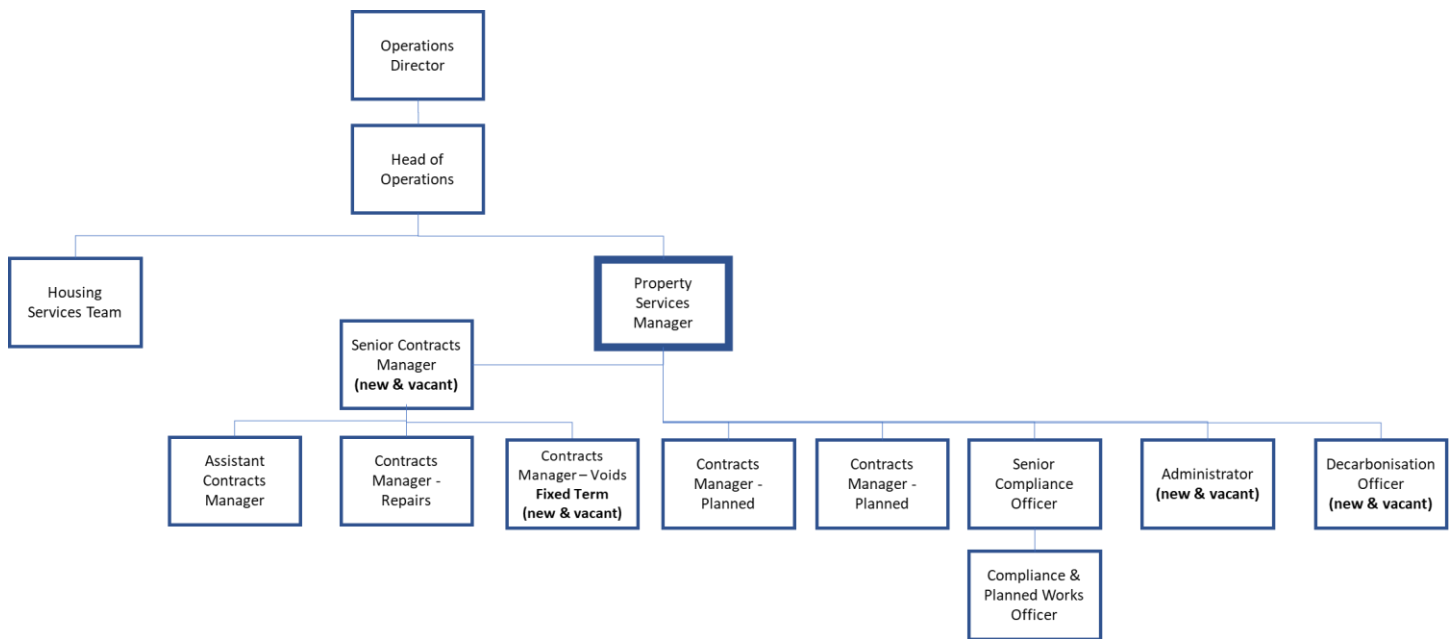 Operations
Director
Head of
Operations
Housing
Services Team
Property
Services
Manager
Senior Contracts
Manager
(new & vacant)
Assistant
Contracts
Manager
Contracts
Manager -
Repairs
Contracts
Manager – Voids
Fixed Term
(new & vacant)
Contracts
Manager -
Planned
Contracts
Manager -
Planned
Senior
Compliance
Officer
Administrator
(new & vacant)
Decarbonisation
Officer
(new & vacant)
Compliance &
Planned Works
Officer